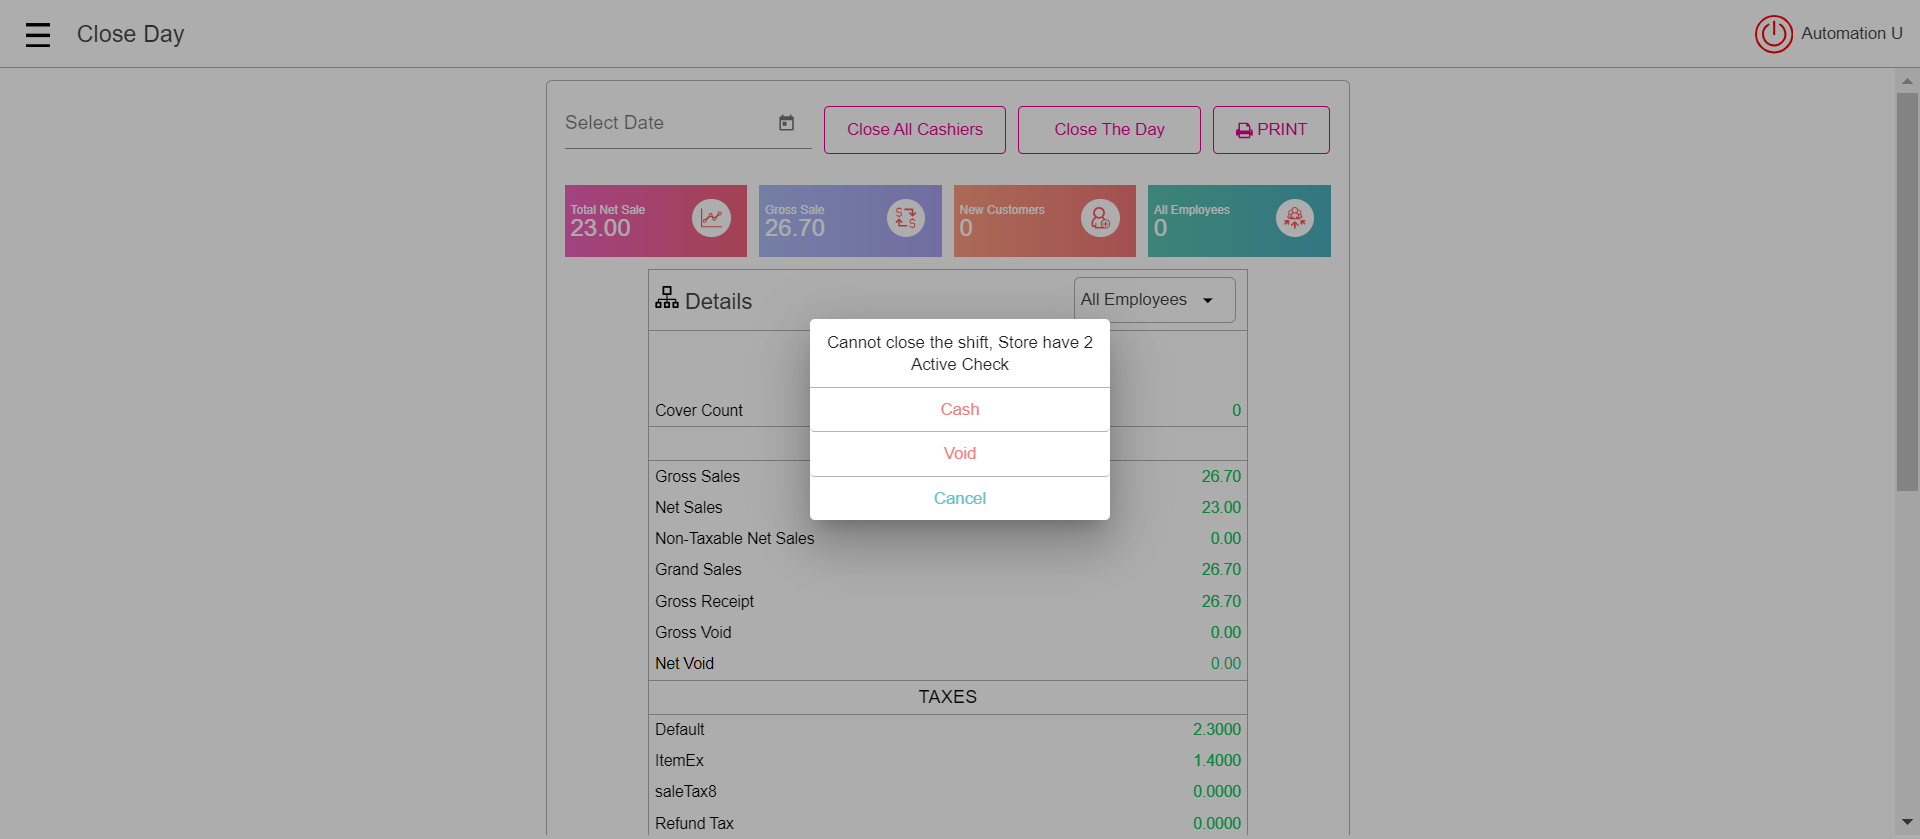 Close Day
Automation U
Select Date
Close All Cashiers
Close The Day
PRINT
Total Net Sale
23.00
Gross Sale
26.70
New Customers
0
All Employees
0
Details
All Employees
Cannot close the shift, Store have 2
Active Check
Cash
Void
Cancel
Cover Count 0
Gross Sales 26.70
Net Sales 23.00
Non-Taxable Net Sales 0.00
Grand Sales 26.70
Gross Receipt 26.70
Gross Void 0.00
Net Void 0.00
TAXES
Default 2.3000
ItemEx 1.4000
saleTax8 0.0000
Refund Tax 0.0000